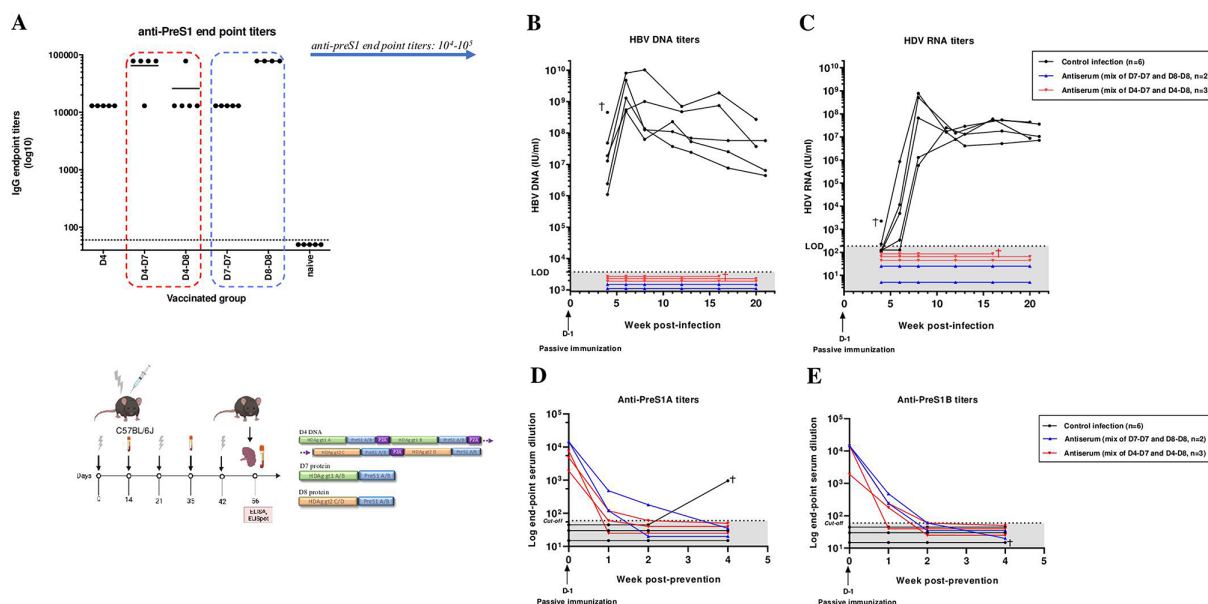 A
anti-PreS1 end point titers
anti-preS1 end point titers: 10⁴-10⁵
IgG endpoint titers
(log10)
100000
10000
1000
100
D4
D4-D7
D4-D8
D7-D7
D8-D8
naive
Vaccinated group
B
HBV DNA titers
HBV DNA (IU/ml)
10¹⁰
10⁹
10⁸
10⁷
10⁶
10⁵
10⁴
LOD
10³
†
†
0 5 10 15 20
Week post-infection
D-1
Passive immunization
C
HDV RNA titers
HDV RNA (IU/ml)
10¹⁰
10⁹
10⁸
10⁷
10⁶
10⁵
10⁴
10³
LOD
10²
10¹
†
†
0 5 10 15 20
Week post-infection
D-1
Passive immunization
Control infection (n=6)
Antiserum (mix of D7-D7 and D8-D8, n=2
Antiserum (mix of D4-D7 and D4-D8, n=3
C57BL/6J
Days
14
21
35
42
56
ELISA,
ELISpot
D4 DNA
HDAg gt1 A PreS1 A/B P2A HDAg gt1 B PreS1 A/B P2A
HDAg gt2 C PreS1 A/B P2A HDAg gt2 D PreS1 A/B
D7 protein
HDAg gt1 A/B PreS1 A/B
D8 protein
HDAg gt2 C/D PreS1 A/B
D
Anti-PreS1A titers
Log end-point serum dilution
10⁵
10⁴
10³
10²
Cut-off
10¹
†
0 1 2 3 4 5
Week post-prevention
D-1
Passive immunization
E
Anti-PreS1B titers
Log end-point serum dilution
10⁵
10⁴
10³
10²
Cut-off
10¹
†
0 1 2 3 4 5
Week post-prevention
D-1
Passive immunization
Control infection (n=6)
Antiserum (mix of D7-D7 and D8-D8, n=2)
Antiserum (mix of D4-D7 and D4-D8, n=3)